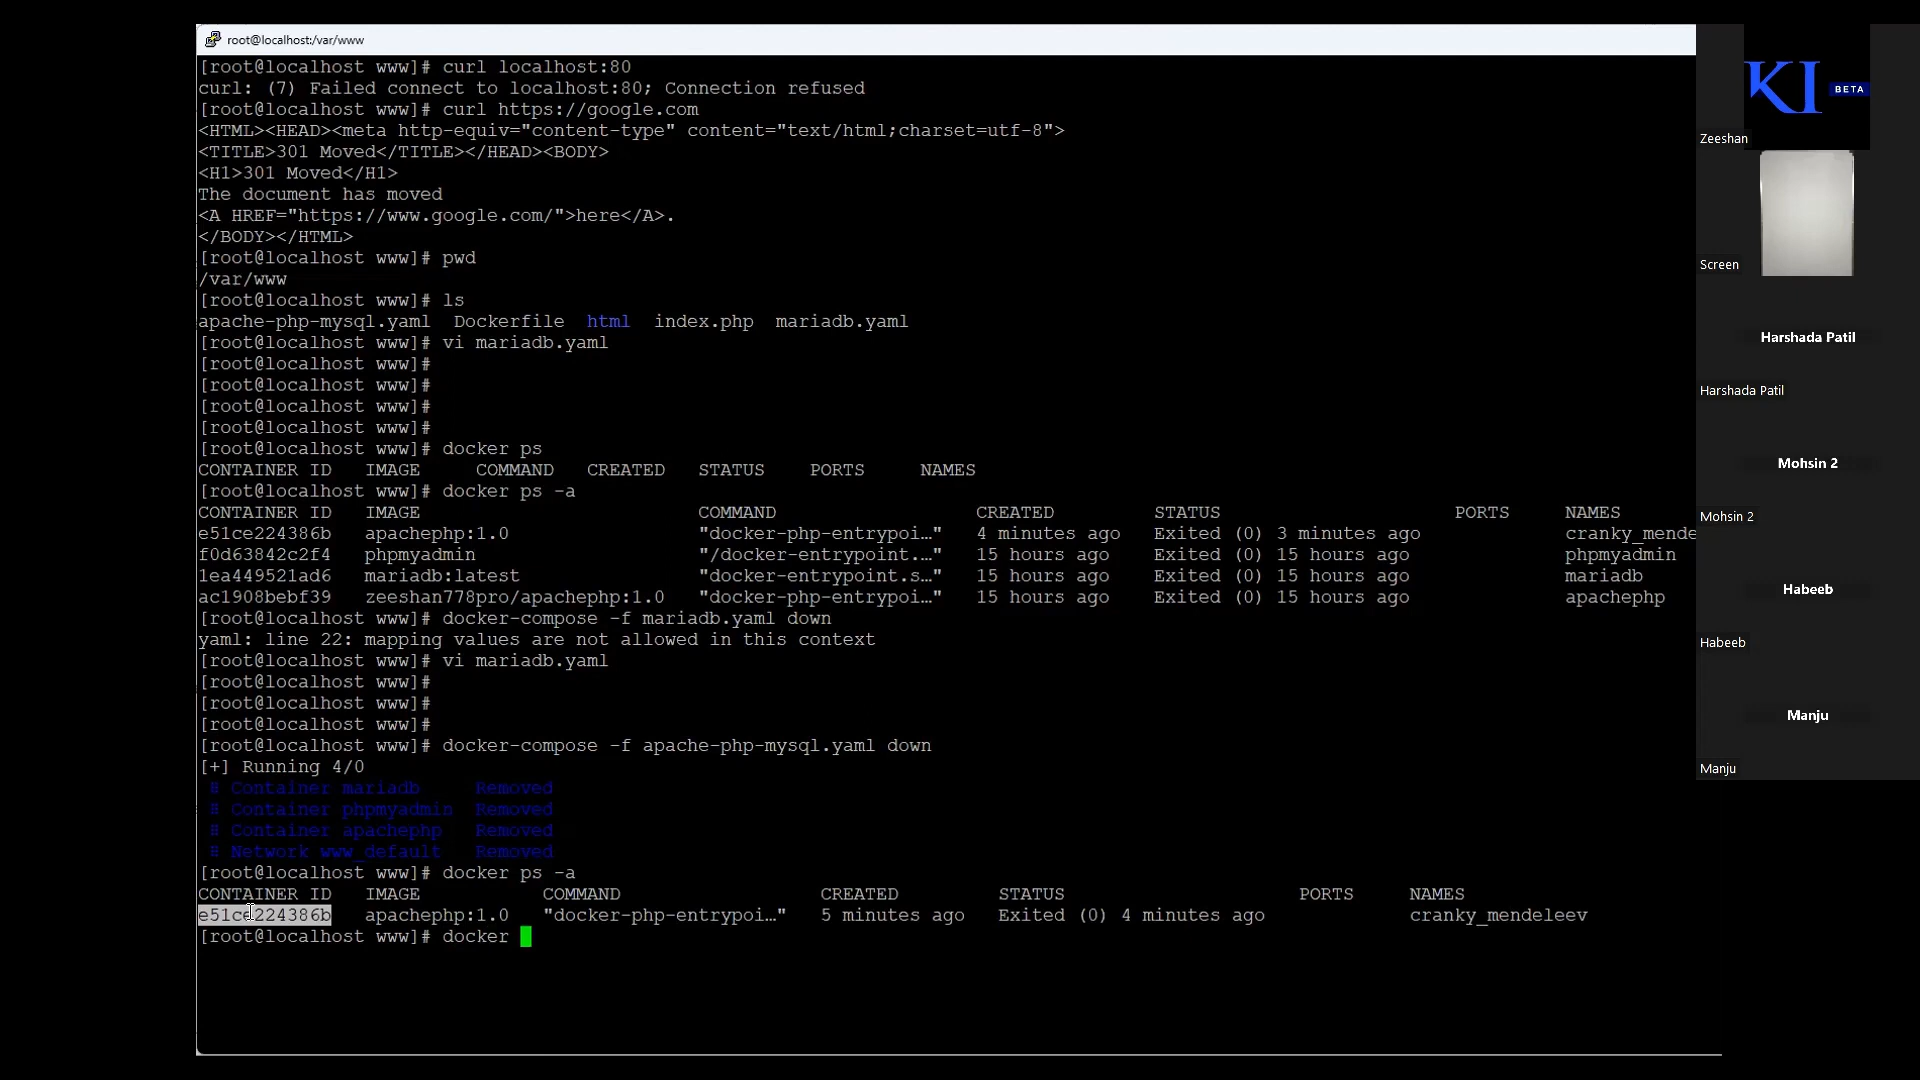 root@localhost:/var/www
[root@localhost www]# curl localhost:80
curl: (7) Failed connect to localhost:80; Connection refused
[root@localhost www]# curl https://google.com
<HTML><HEAD><meta http-equiv="content-type" content="text/html;charset=utf-8">
<TITLE>301 Moved</TITLE></HEAD><BODY>
<H1>301 Moved</H1>
The document has moved
<A HREF="https://www.google.com/">here</A>.
</BODY></HTML>
[root@localhost www]# pwd
/var/www
[root@localhost www]# ls
apache-php-mysql.yaml  Dockerfile  html  index.php  mariadb.yaml
[root@localhost www]# vi mariadb.yaml
[root@localhost www]#
[root@localhost www]#
[root@localhost www]#
[root@localhost www]#
[root@localhost www]# docker ps
CONTAINER ID   IMAGE     COMMAND   CREATED   STATUS    PORTS     NAMES
[root@localhost www]# docker ps -a
CONTAINER ID   IMAGE                         COMMAND                  CREATED         STATUS                     PORTS     NAMES
e51ce224386b   apachephp:1.0                 "docker-php-entrypoi…"   4 minutes ago   Exited (0) 3 minutes ago             cranky_mende
f0d63842c2f4   phpmyadmin                    "/docker-entrypoint.…"   15 hours ago    Exited (0) 15 hours ago              phpmyadmin
1ea449521ad6   mariadb:latest                "docker-entrypoint.s…"   15 hours ago    Exited (0) 15 hours ago              mariadb
ac1908bebf39   zeeshan778pro/apachephp:1.0   "docker-php-entrypoi…"   15 hours ago    Exited (0) 15 hours ago              apachephp
[root@localhost www]# docker-compose -f mariadb.yaml down
yaml: line 22: mapping values are not allowed in this context
[root@localhost www]# vi mariadb.yaml
[root@localhost www]#
[root@localhost www]#
[root@localhost www]#
[root@localhost www]# docker-compose -f apache-php-mysql.yaml down
[+] Running 4/0
# Container mariadb     Removed
# Container phpmyadmin  Removed
# Container apachephp   Removed
# Network www_default   Removed
[root@localhost www]# docker ps -a
CONTAINER ID   IMAGE           COMMAND                  CREATED         STATUS                     PORTS     NAMES
e51ce224386b   apachephp:1.0   "docker-php-entrypoi…"   5 minutes ago   Exited (0) 4 minutes ago             cranky_mendeleev
[root@localhost www]# docker
KI BETA
Zeeshan
Screen
Harshada Patil
Harshada Patil
Mohsin 2
Mohsin 2
Habeeb
Habeeb
Manju
Manju